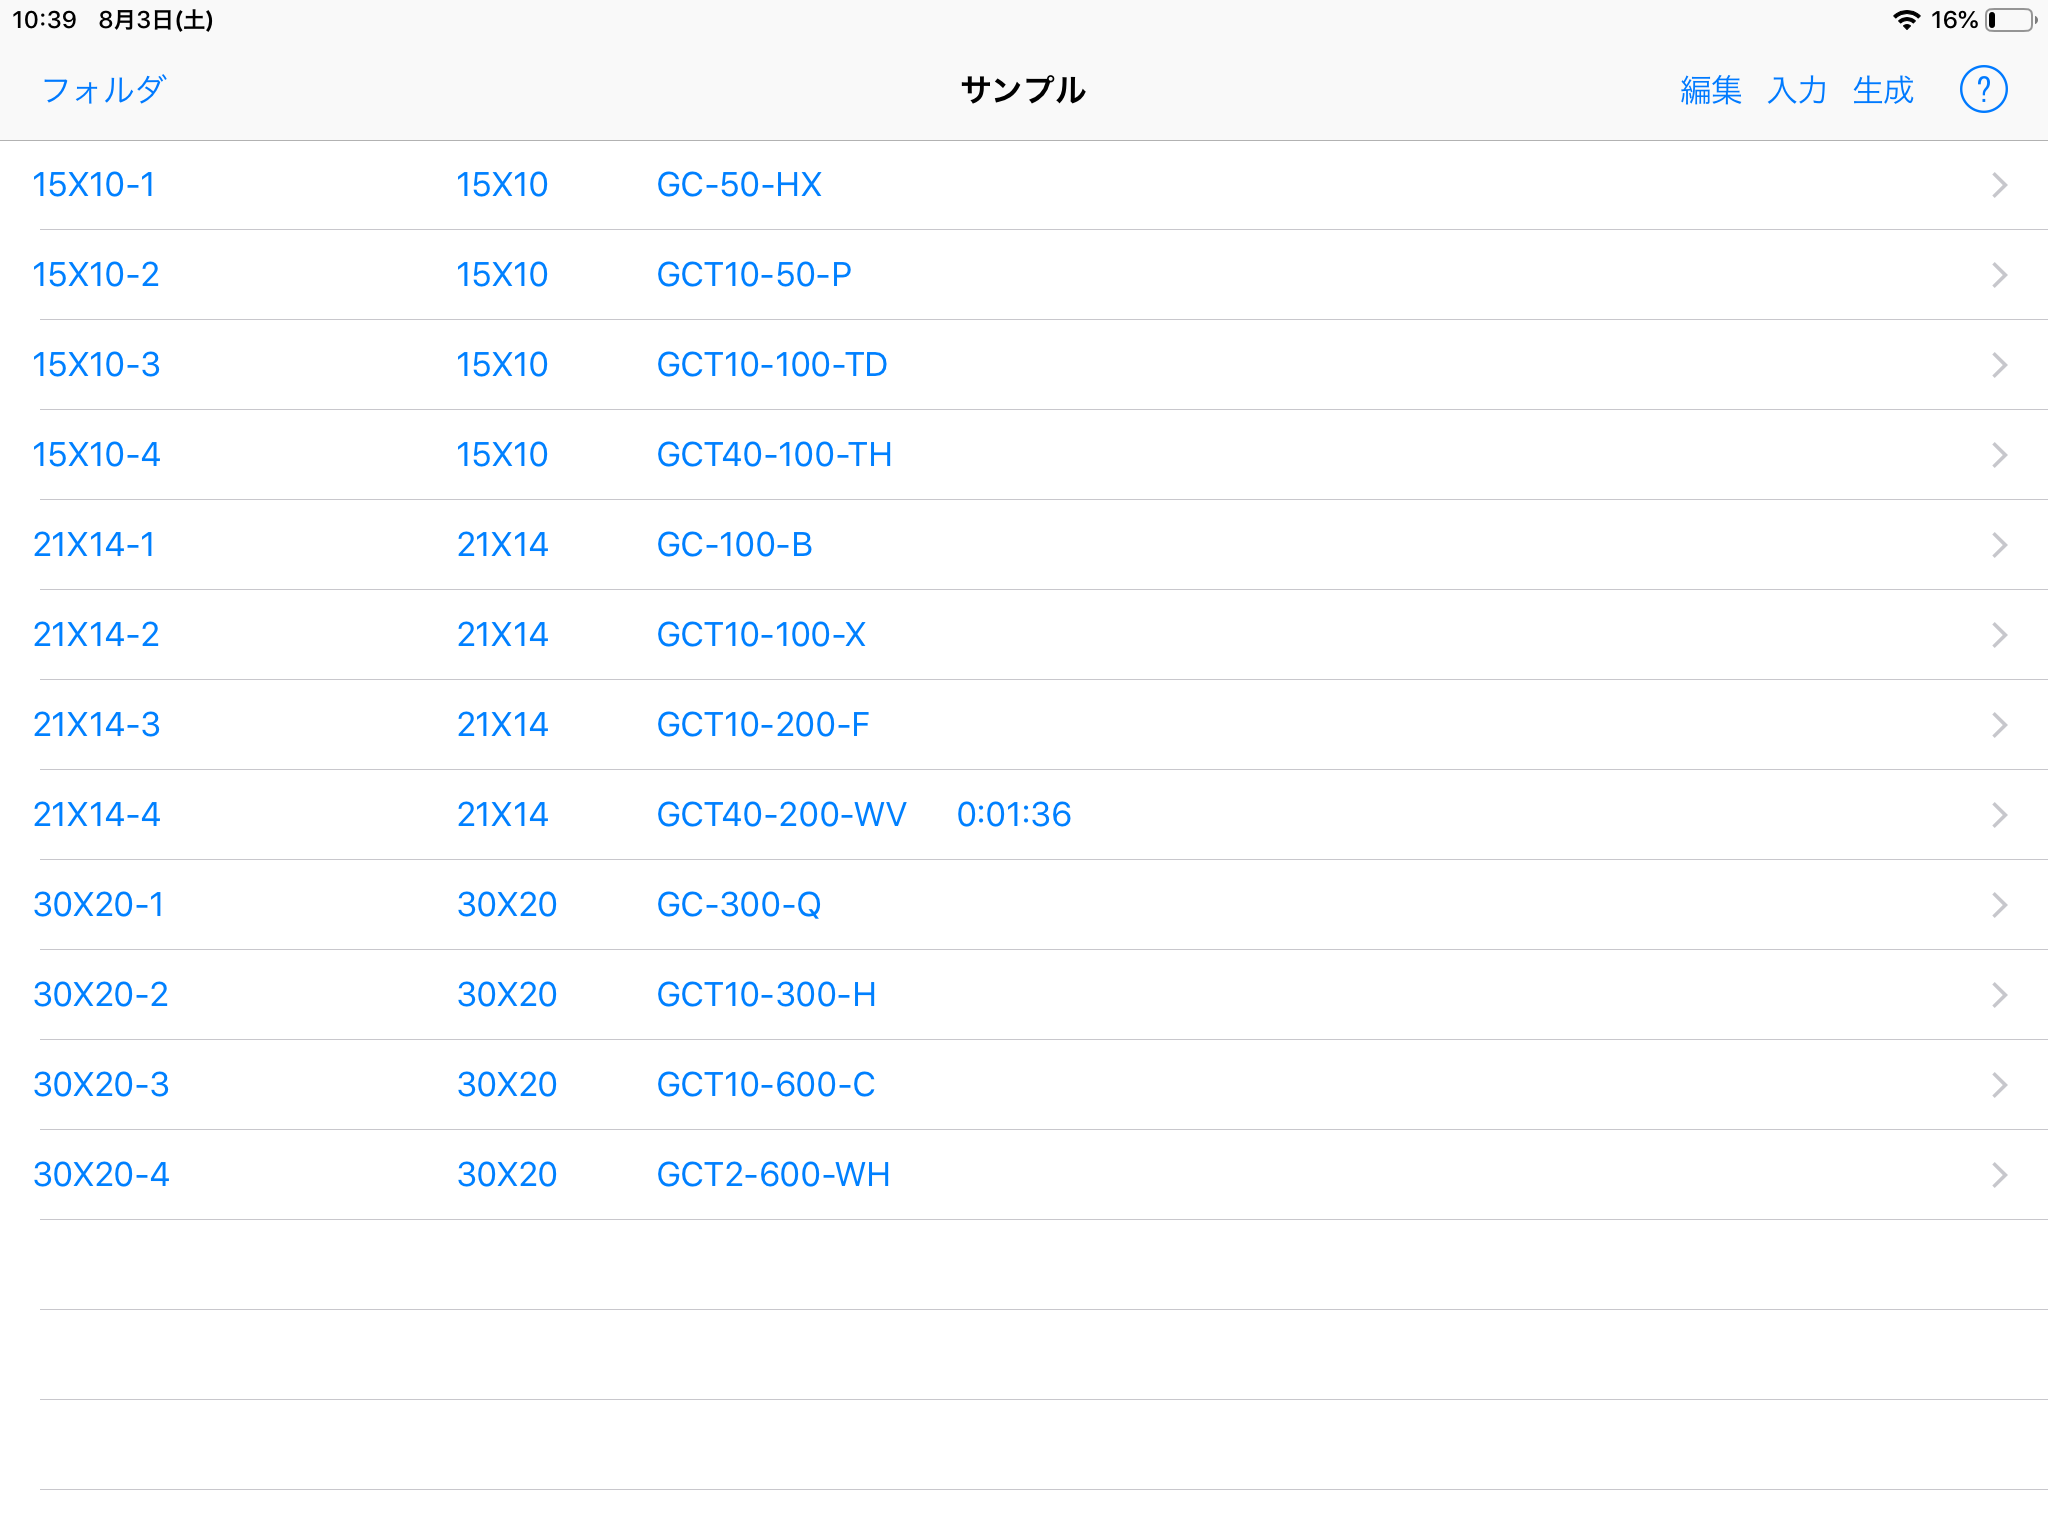 10:39 8月3日(土) 16%
フォルダ サンプル 編集 入力 生成 ?
15X10-1 15X10 GC-50-HX
15X10-2 15X10 GCT10-50-P
15X10-3 15X10 GCT10-100-TD
15X10-4 15X10 GCT40-100-TH
21X14-1 21X14 GC-100-B
21X14-2 21X14 GCT10-100-X
21X14-3 21X14 GCT10-200-F
21X14-4 21X14 GCT40-200-WV 0:01:36
30X20-1 30X20 GC-300-Q
30X20-2 30X20 GCT10-300-H
30X20-3 30X20 GCT10-600-C
30X20-4 30X20 GCT2-600-WH